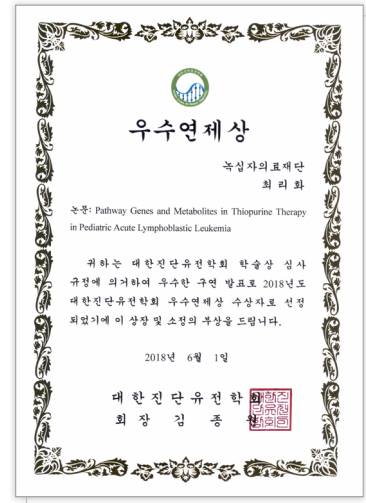 우수연제상
녹십자의료재단
최리화
논문: Pathway Genes and Metabolites in Thiopurine Therapy
in Pediatric Acute Lymphoblastic Leukemia
귀하는 대한진단유전학회 학술상 심사
규정에 의거하여 우수한 구연 발표로 2018년도
대한진단유전학회 우수연제상 수상자로 선정
되었기에 이 상장 및 소정의 부상을 드립니다.
2018년 6월 1일
대한진단유전학회
회장 김종원